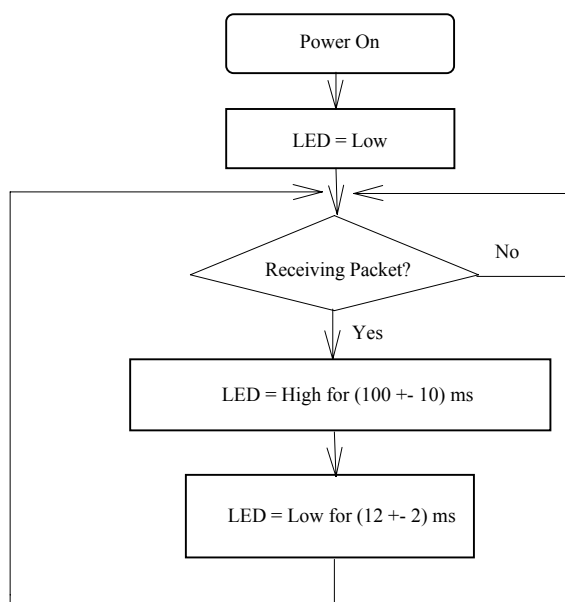 Power On
LED = Low
Receiving Packet?
No
Yes
LED = High for (100 +- 10) ms
LED = Low for (12 +- 2) ms